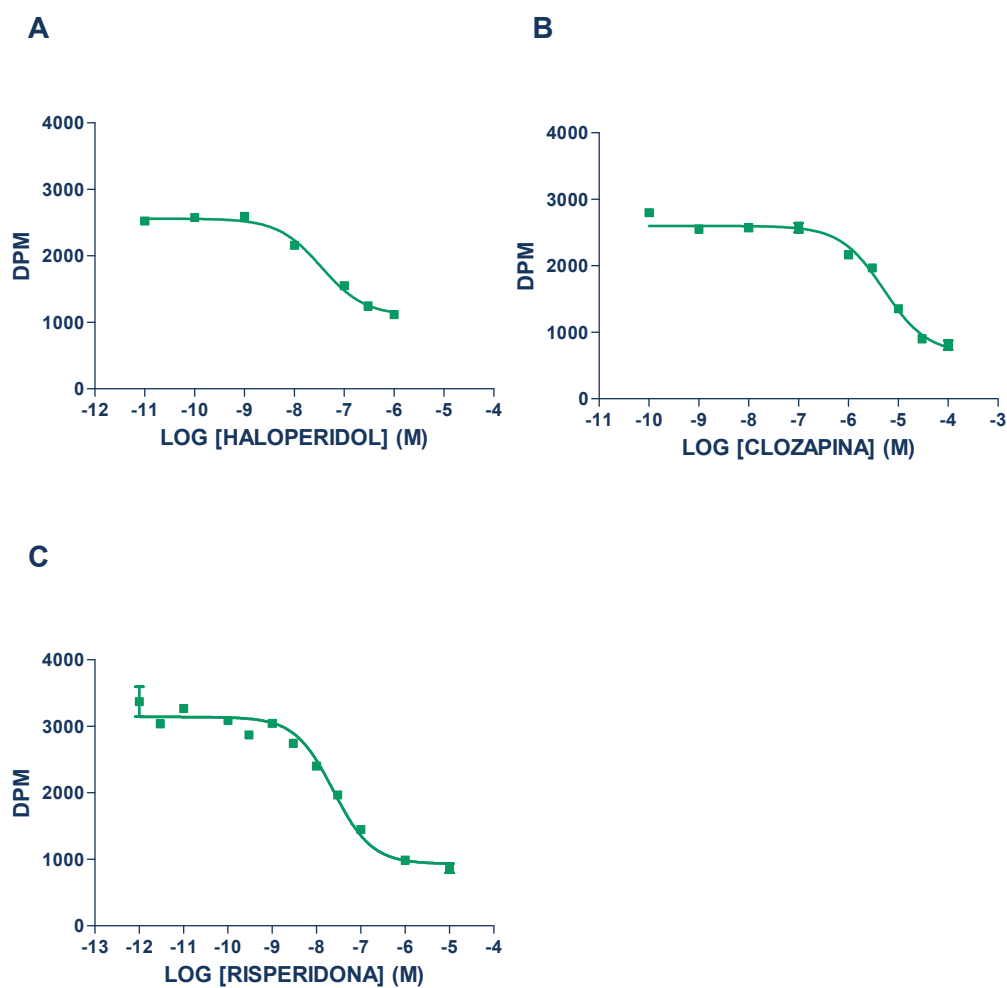 A
4000
3000
2000
1000
0
DPM
-12 -11 -10 -9 -8 -7 -6 -5 -4
LOG [HALOPERIDOL] (M)
B
4000
3000
2000
1000
0
DPM
-11 -10 -9 -8 -7 -6 -5 -4 -3
LOG [CLOZAPINA] (M)
C
4000
3000
2000
1000
0
DPM
-13 -12 -11 -10 -9 -8 -7 -6 -5 -4
LOG [RISPERIDONA] (M)